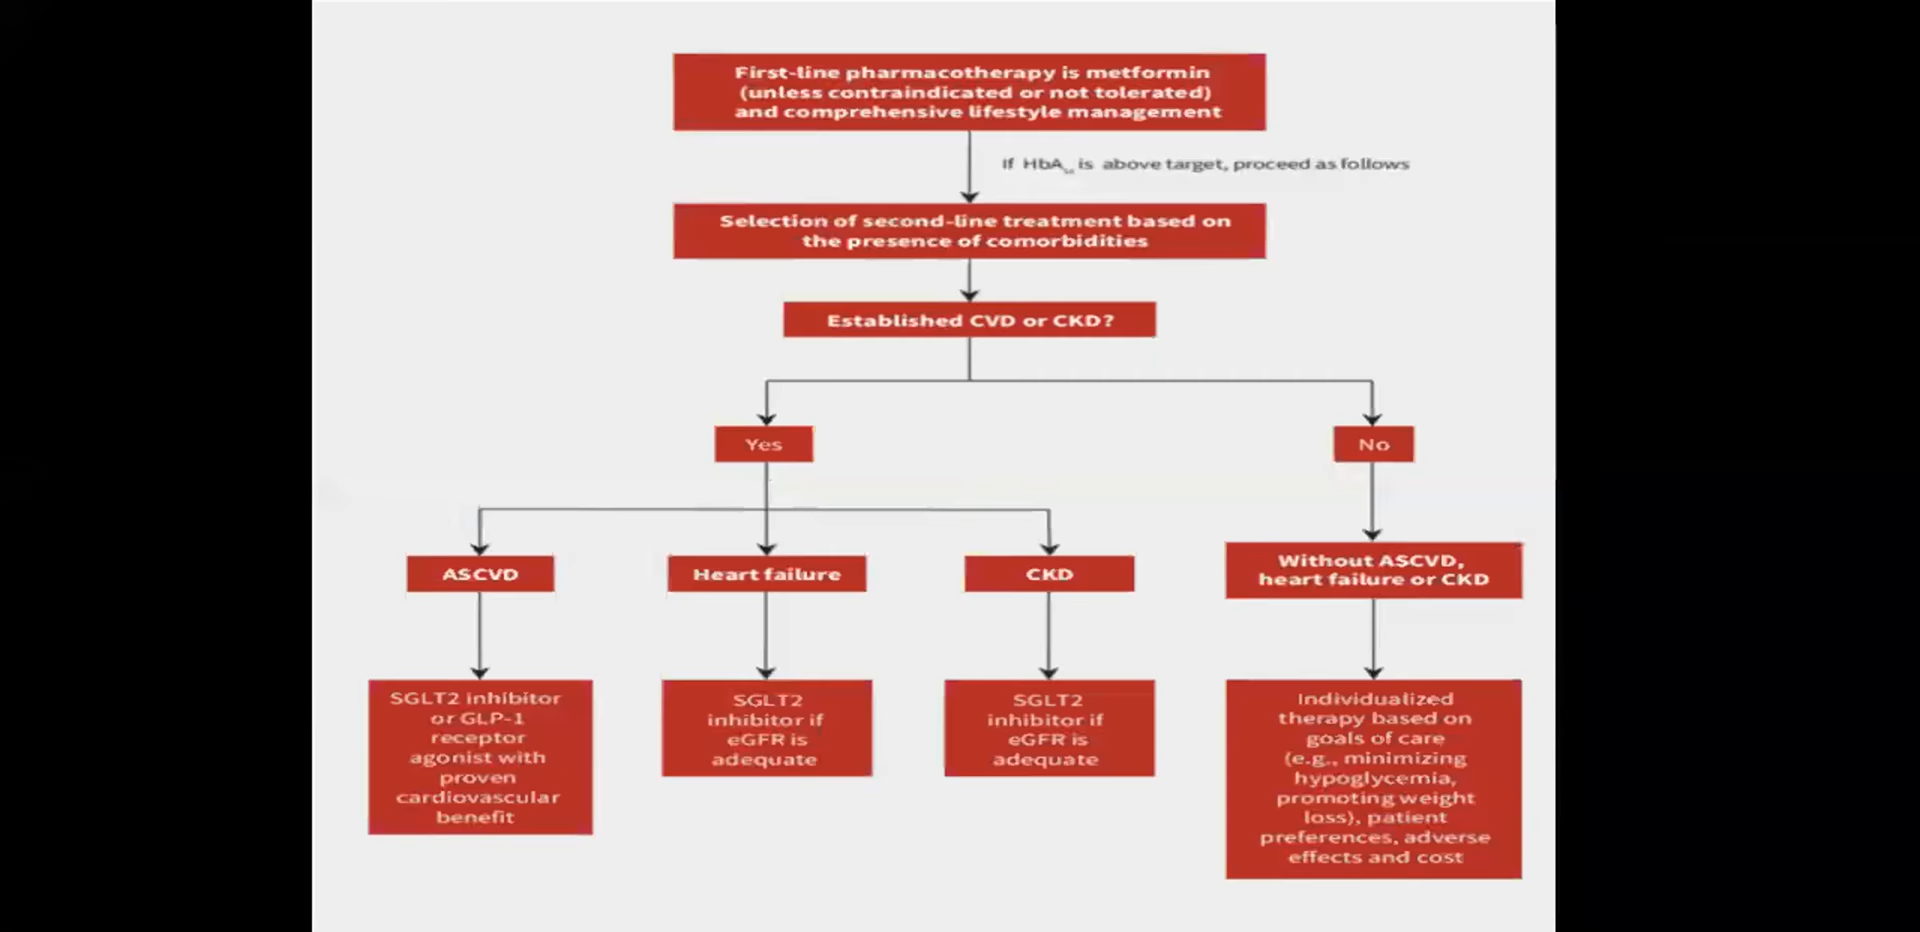 First-line pharmacotherapy is metformin
(unless contraindicated or not tolerated)
and comprehensive lifestyle management
If HbA is above target, proceed as follows
Selection of second-line treatment based on
the presence of comorbidities
Established CVD or CKD?
Yes
No
ASCVD
Heart failure
CKD
Without ASCVD,
heart failure or CKD
SGLT2 inhibitor
or GLP-1
receptor
agonist with
proven
cardiovascular
benefit
SGLT2
inhibitor if
eGFR is
adequate
SGLT2
inhibitor if
eGFR is
adequate
Individualized
therapy based on
goals of care
(e.g., minimizing
hypoglycemia,
promoting weight
loss), patient
preferences, adverse
effects and cost